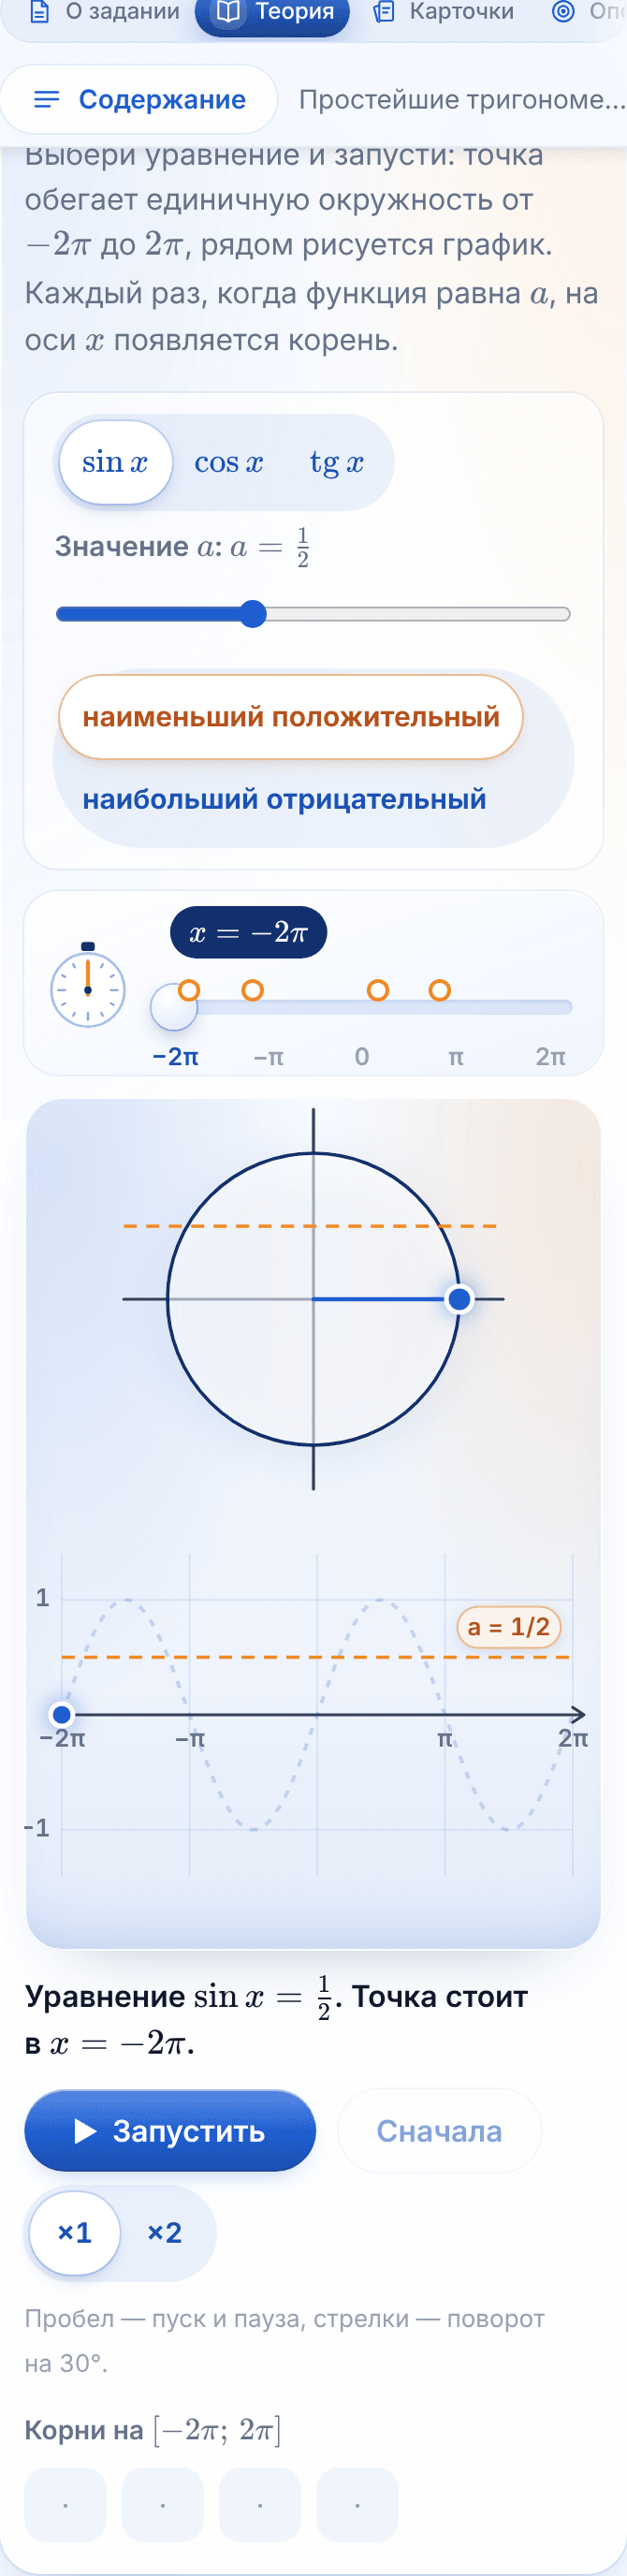 О задании Теория Карточки
Содержание Простейшие тригономе...
Выбери уравнение и запусти: точка
обегает единичную окружность от
−2π до 2π, рядом рисуется график.
Каждый раз, когда функция равна a, на
оси x появляется корень.
sin x cos x tg x
Значение a: a = 1/2
наименьший положительный
наибольший отрицательный
x = −2π
−2π −π 0 π 2π
1
a = 1/2
−2π −π π 2π
-1
Уравнение sin x = 1/2. Точка стоит
в x = −2π.
Запустить Сначала
×1 ×2
Пробел — пуск и пауза, стрелки — поворот
на 30°.
Корни на [−2π; 2π]
· · · ·